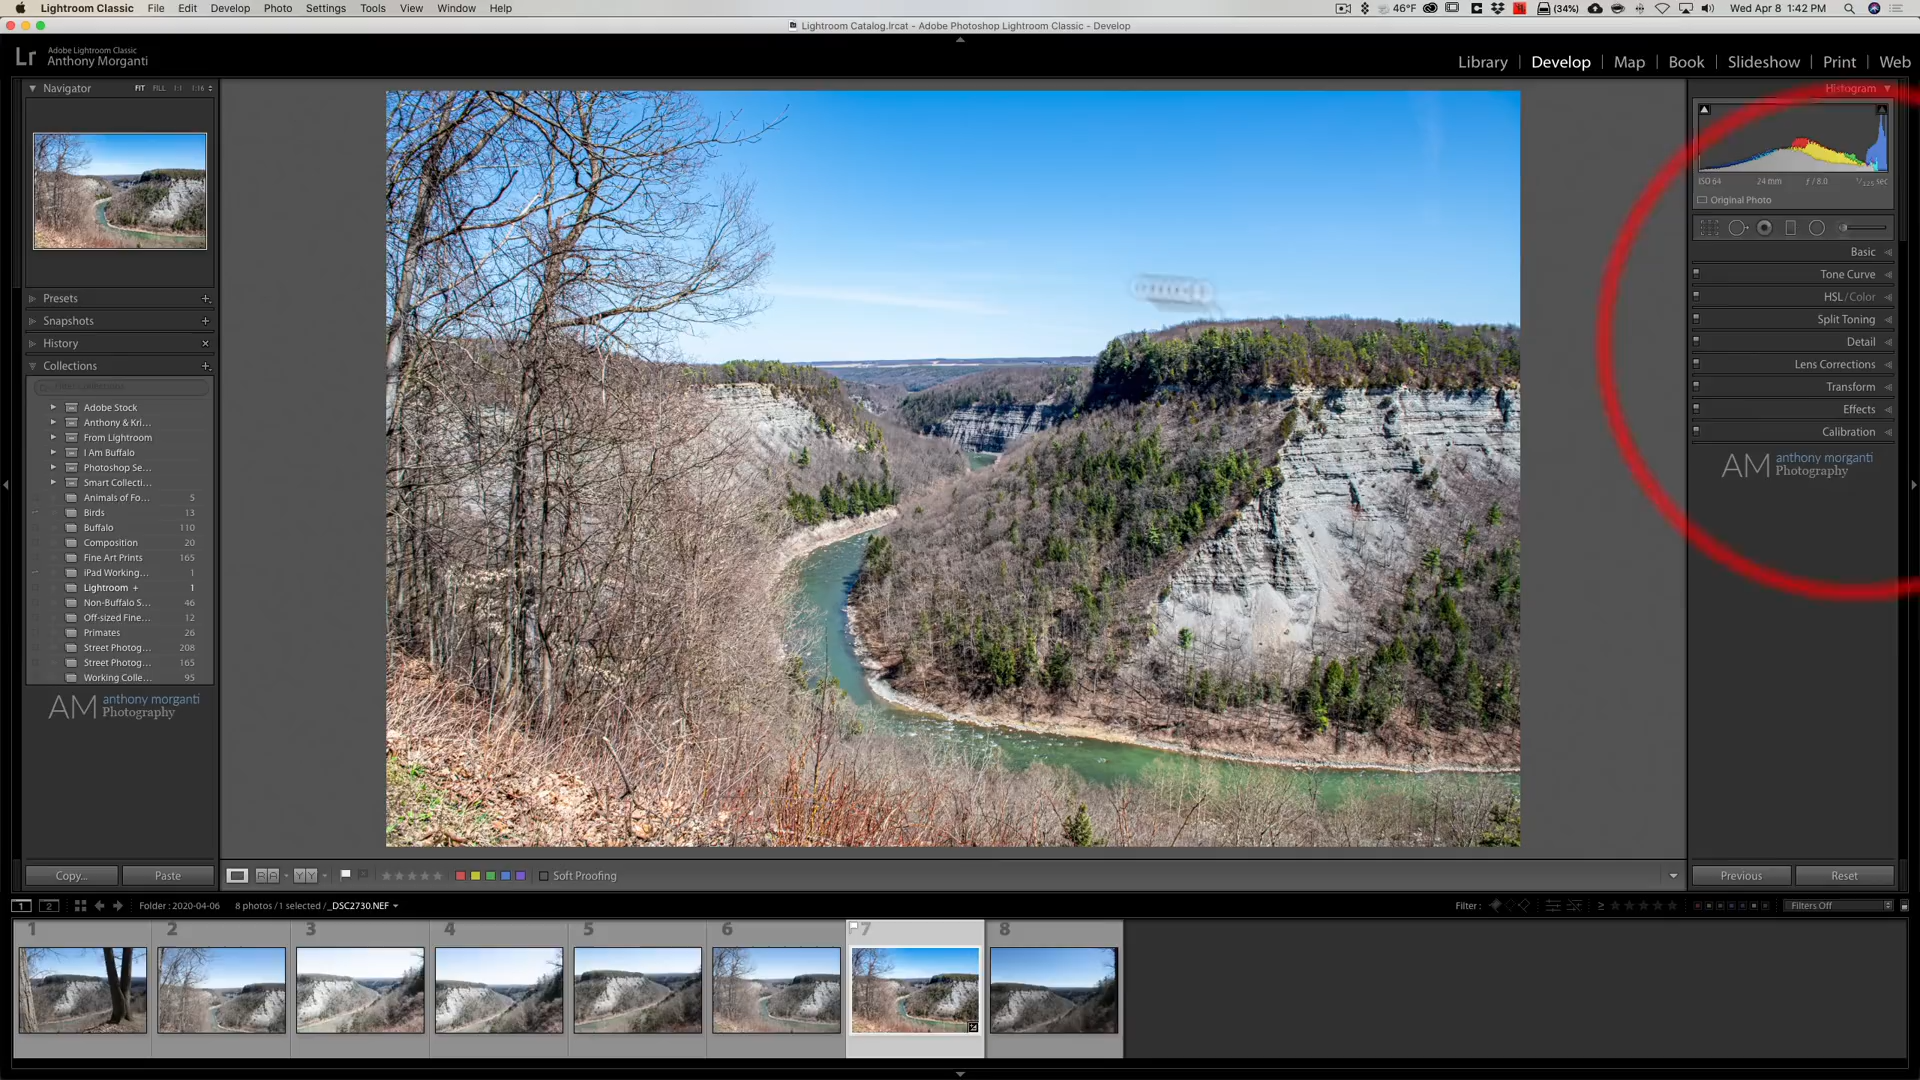 Lightroom Classic File Edit Develop Photo Settings Tools View Window Help 46°F (34%) Wed Apr 8 1:42 PM
Lightroom Catalog.lrcat - Adobe Photoshop Lightroom Classic - Develop
Lr Adobe Lightroom Classic
Anthony Morganti
Library | Develop | Map | Book | Slideshow | Print | Web
Navigator FIT FILL 1:1 1:16
Histogram
ISO 64 24 mm ƒ / 8.0 1/125 sec
Original Photo
Basic
Tone Curve
HSL / Color
Split Toning
Detail
Lens Corrections
Transform
Effects
Calibration
AM anthony morganti
Photography
Presets +
Snapshots +
History ×
Collections +
Adobe Stock
Anthony & Kri...
From Lightroom
I Am Buffalo
Photoshop Se...
Smart Collecti...
Animals of Fo... 5
Birds 13
Buffalo 110
Composition 20
Fine Art Prints 165
iPad Working... 1
Lightroom + 1
Non-Buffalo S... 46
Off-sized Fine... 12
Primates 26
Street Photog... 208
Street Photog... 165
Working Colle... 95
AM anthony morganti
Photography
Copy... Paste
Soft Proofing
Previous Reset
1 2 Folder : 2020-04-06 8 photos / 1 selected / _DSC2730.NEF
Filter : ≥ Filters Off
1 2 3 4 5 6 7 8